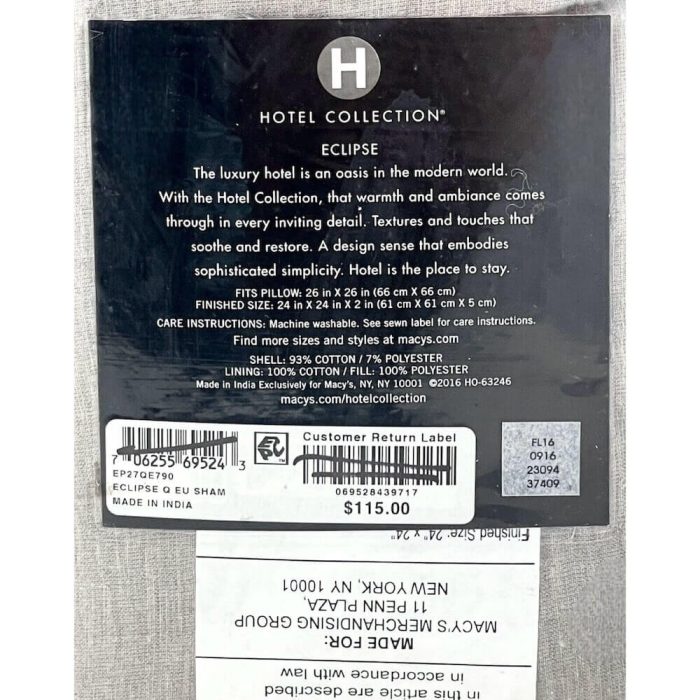 H
HOTEL COLLECTION®
ECLIPSE
The luxury hotel is an oasis in the modern world.
With the Hotel Collection, that warmth and ambiance comes
through in every inviting detail. Textures and touches that
soothe and restore. A design sense that embodies
sophisticated simplicity. Hotel is the place to stay.
FITS PILLOW: 26 in X 26 in (66 cm X 66 cm)
FINISHED SIZE: 24 in X 24 in X 2 in (61 cm X 61 cm X 5 cm)
CARE INSTRUCTIONS: Machine washable. See sewn label for care instructions.
Find more sizes and styles at macys.com
SHELL: 93% COTTON / 7% POLYESTER
LINING: 100% COTTON / FILL: 100% POLYESTER
Made in India Exclusively for Macy's, NY, NY 10001 ©2016 HO-63246
macys.com/hotelcollection
7 06255 69524 3
EP27QE790
ECLIPSE Q EU SHAM
MADE IN INDIA
Customer Return Label
069528439717
$115.00
FL16
0916
23094
37409
Finished Size: 24" x 24"
NEW YORK, NY 10001
11 PENN PLAZA,
MACY'S MERCHANDISING GROUP
MADE FOR:
in accordance with law
in this article are described